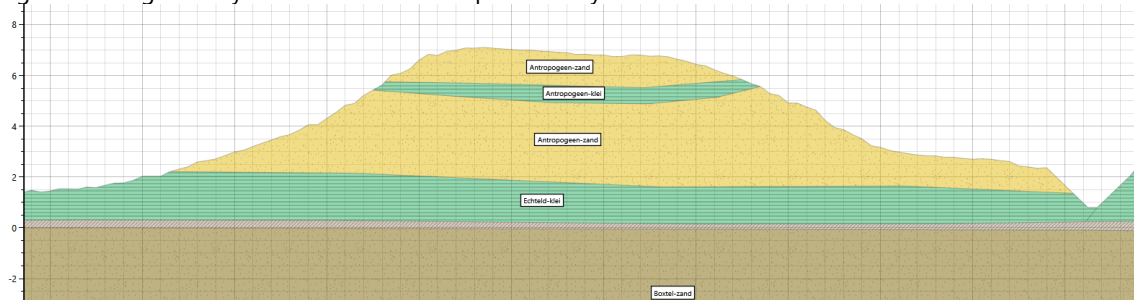 8
6
Antropogeen-zand
Antropogeen-klei
4
Antropogeen-zand
2
Echteld-klei
0
-2
Boxtel-zand